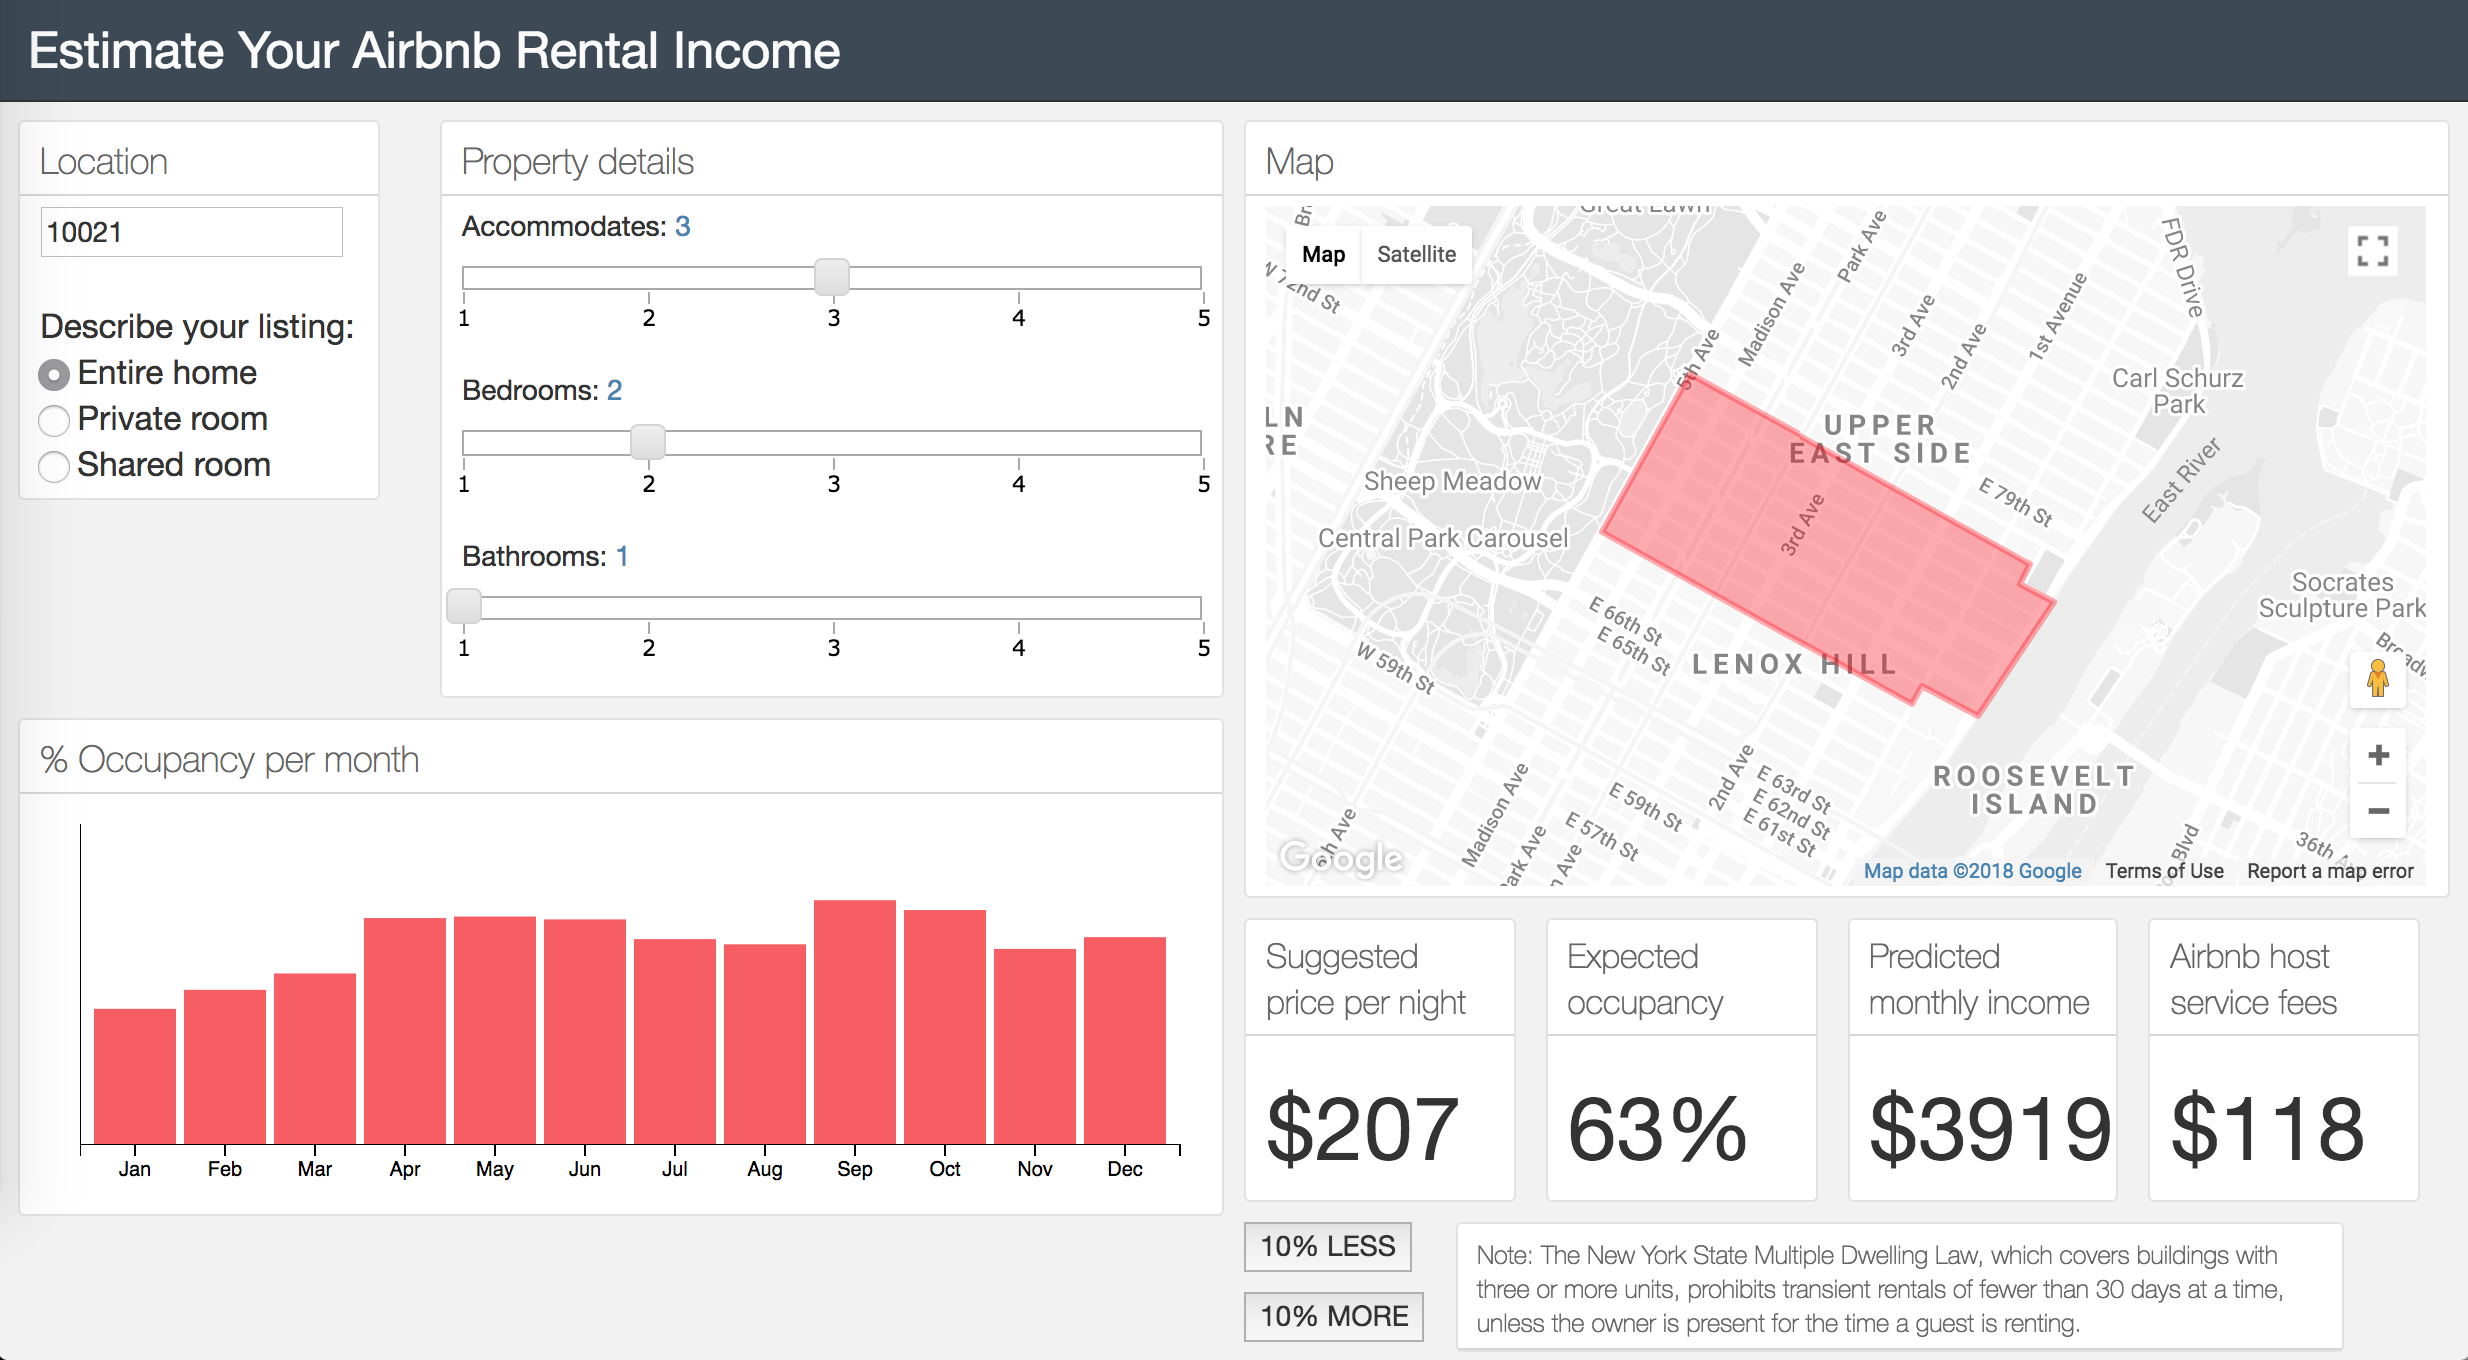 Estimate Your Airbnb Rental Income
Location
10021
Describe your listing:
Entire home
Private room
Shared room
Property details
Accommodates: 3
1 2 3 4 5
Bedrooms: 2
1 2 3 4 5
Bathrooms: 1
1 2 3 4 5
% Occupancy per month
Jan Feb Mar Apr May Jun Jul Aug Sep Oct Nov Dec
Map
Map Satellite
Great Lawn
W 72nd St
5th Ave
Madison Ave
Park Ave
3rd Ave
2nd Ave
1st Avenue
FDR Drive
Carl Schurz
Park
UPPER
EAST SIDE
E 79th St
East River
Sheep Meadow
Central Park Carousel
3rd Ave
Socrates
Sculpture Park
E 66th St
E 65th St
LENOX HILL
W 59th St
ROOSEVELT
ISLAND
Madison Ave
Park Ave
2nd Ave
E 63rd St
E 62nd St
E 61st St
E 59th St
E 57th St
36th
Blvd
Google
Map data ©2018 Google Terms of Use Report a map error
Suggested
price per night
$207
Expected
occupancy
63%
Predicted
monthly income
$3919
Airbnb host
service fees
$118
10% LESS
10% MORE
Note: The New York State Multiple Dwelling Law, which covers buildings with
three or more units, prohibits transient rentals of fewer than 30 days at a time,
unless the owner is present for the time a guest is renting.